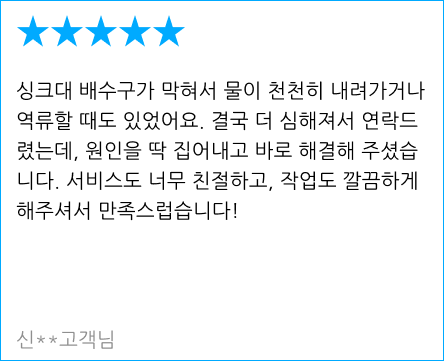 싱크대 배수구가 막혀서 물이 천천히 내려가거나
역류할 때도 있었어요. 결국 더 심해져서 연락드
렸는데, 원인을 딱 집어내고 바로 해결해 주셨습
니다. 서비스도 너무 친절하고, 작업도 깔끔하게
해주셔서 만족스럽습니다!
신**고객님